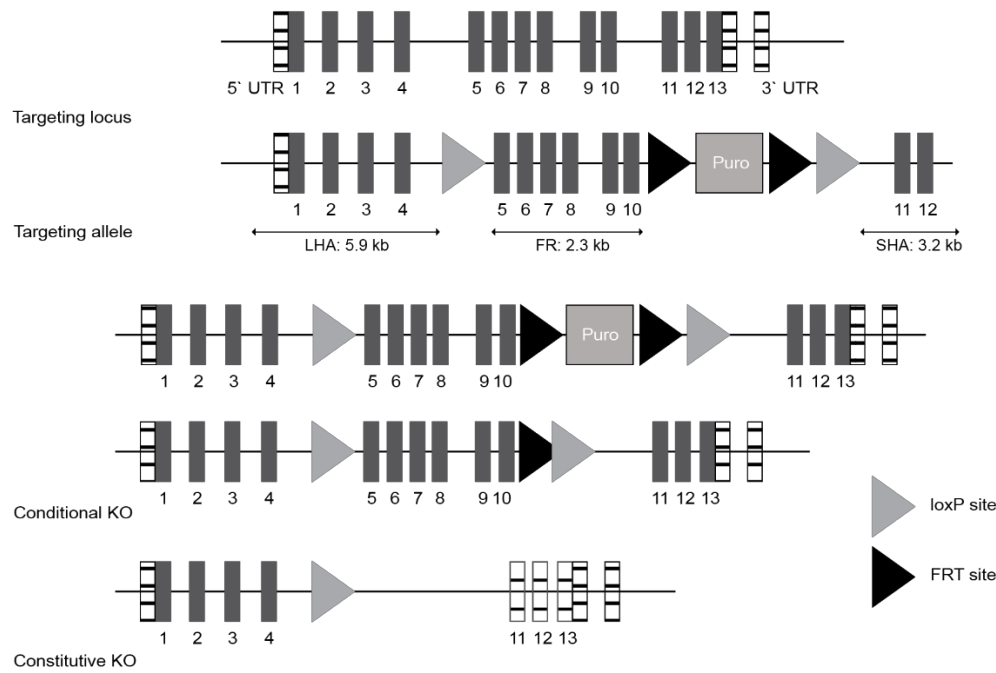 5` UTR 1 2 3 4 5 6 7 8 9 10 11 12 13 3` UTR
Targeting locus
Puro
1 2 3 4 5 6 7 8 9 10 11 12
Targeting allele
LHA: 5.9 kb FR: 2.3 kb SHA: 3.2 kb
Puro
1 2 3 4 5 6 7 8 9 10 11 12 13
1 2 3 4 5 6 7 8 9 10 11 12 13
loxP site
Conditional KO
FRT site
1 2 3 4 11 12 13
Constitutive KO